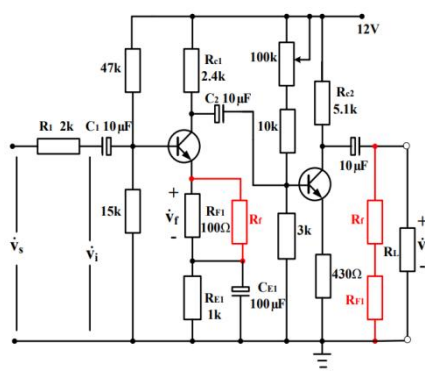 12V
47k
Rc1
2.4k
100k
Rc2
5.1k
C2 10μF
R1 2k
C1 10μF
10k
10μF
15k
+
V̇f
-
RF1
100Ω
Rf
3k
Rf
RL
+
V̇
-
V̇s
V̇i
RE1
1k
CE1
100μF
430Ω
RF1